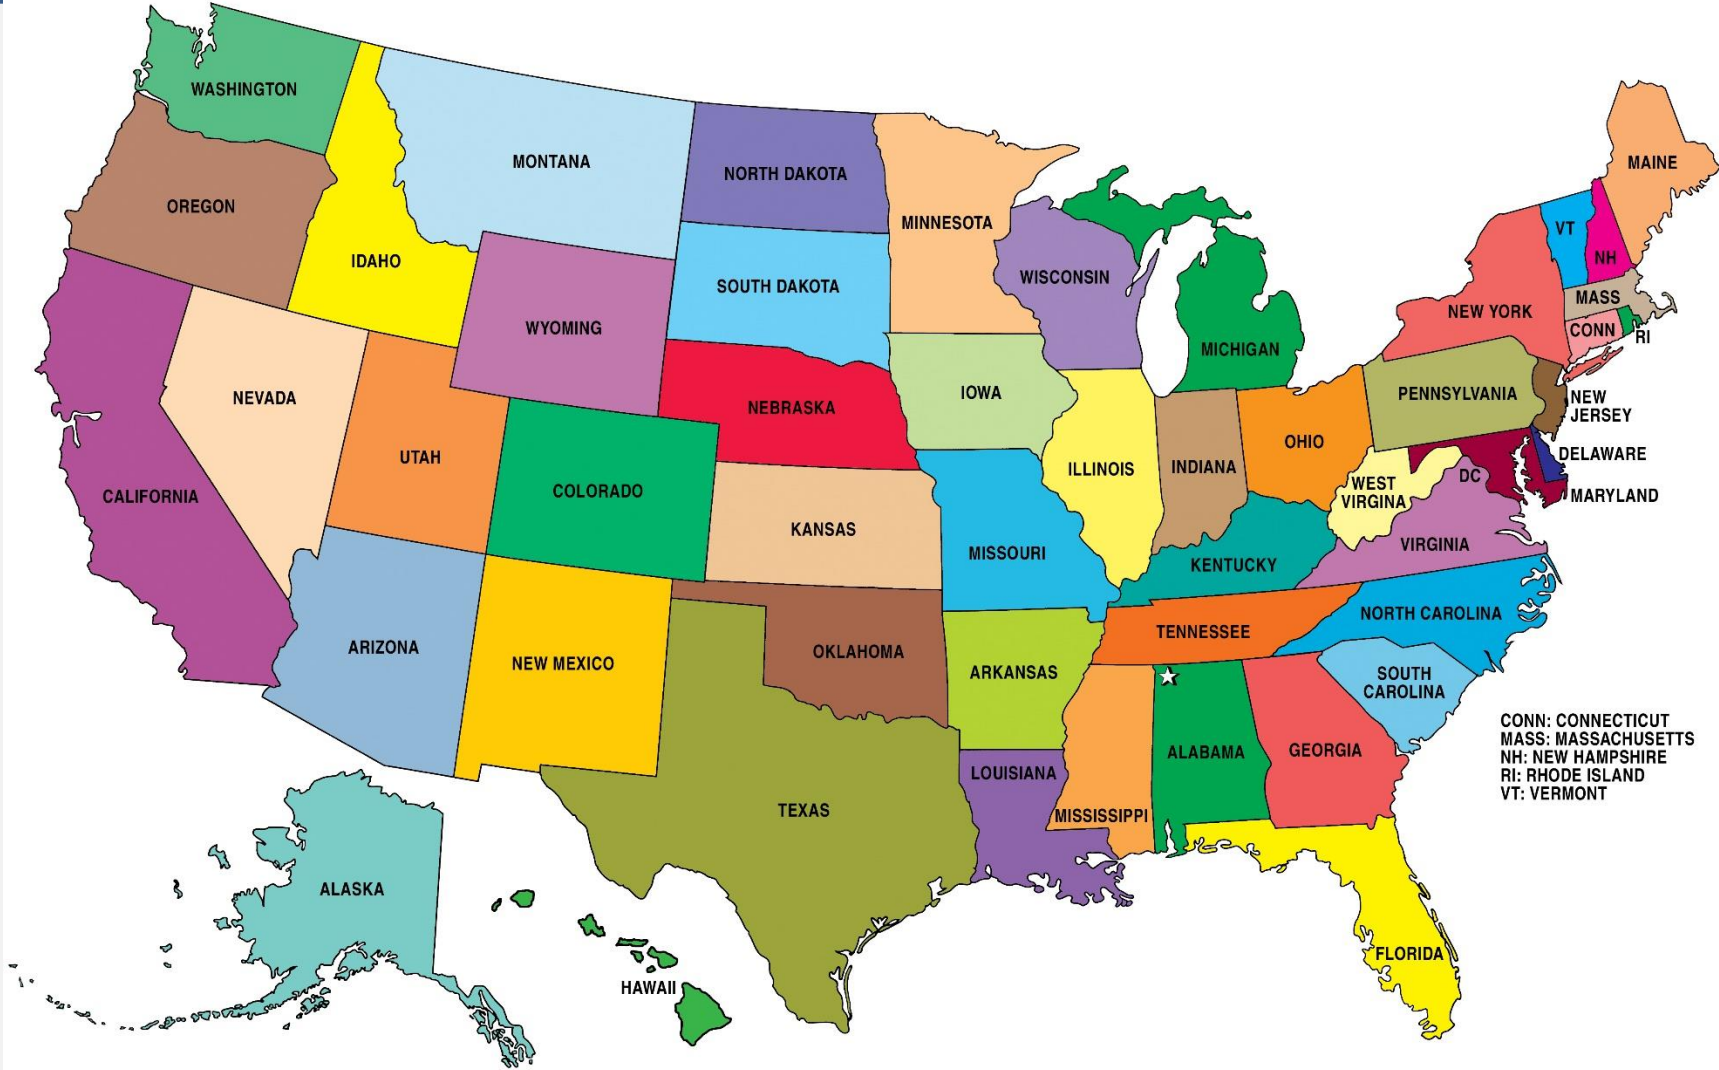 WASHINGTON
OREGON
CALIFORNIA
NEVADA
IDAHO
MONTANA
WYOMING
UTAH
COLORADO
ARIZONA
NEW MEXICO
NORTH DAKOTA
SOUTH DAKOTA
NEBRASKA
KANSAS
OKLAHOMA
TEXAS
MINNESOTA
IOWA
MISSOURI
ARKANSAS
LOUISIANA
WISCONSIN
ILLINOIS
MICHIGAN
INDIANA
OHIO
KENTUCKY
TENNESSEE
MISSISSIPPI
ALABAMA
GEORGIA
FLORIDA
SOUTH
CAROLINA
NORTH CAROLINA
VIRGINIA
WEST
VIRGINA
DC
PENNSYLVANIA
NEW YORK
VT
NH
MAINE
MASS
CONN
RI
NEW
JERSEY
DELAWARE
MARYLAND
ALASKA
HAWAII
CONN: CONNECTICUT
MASS: MASSACHUSETTS
NH: NEW HAMPSHIRE
RI: RHODE ISLAND
VT: VERMONT